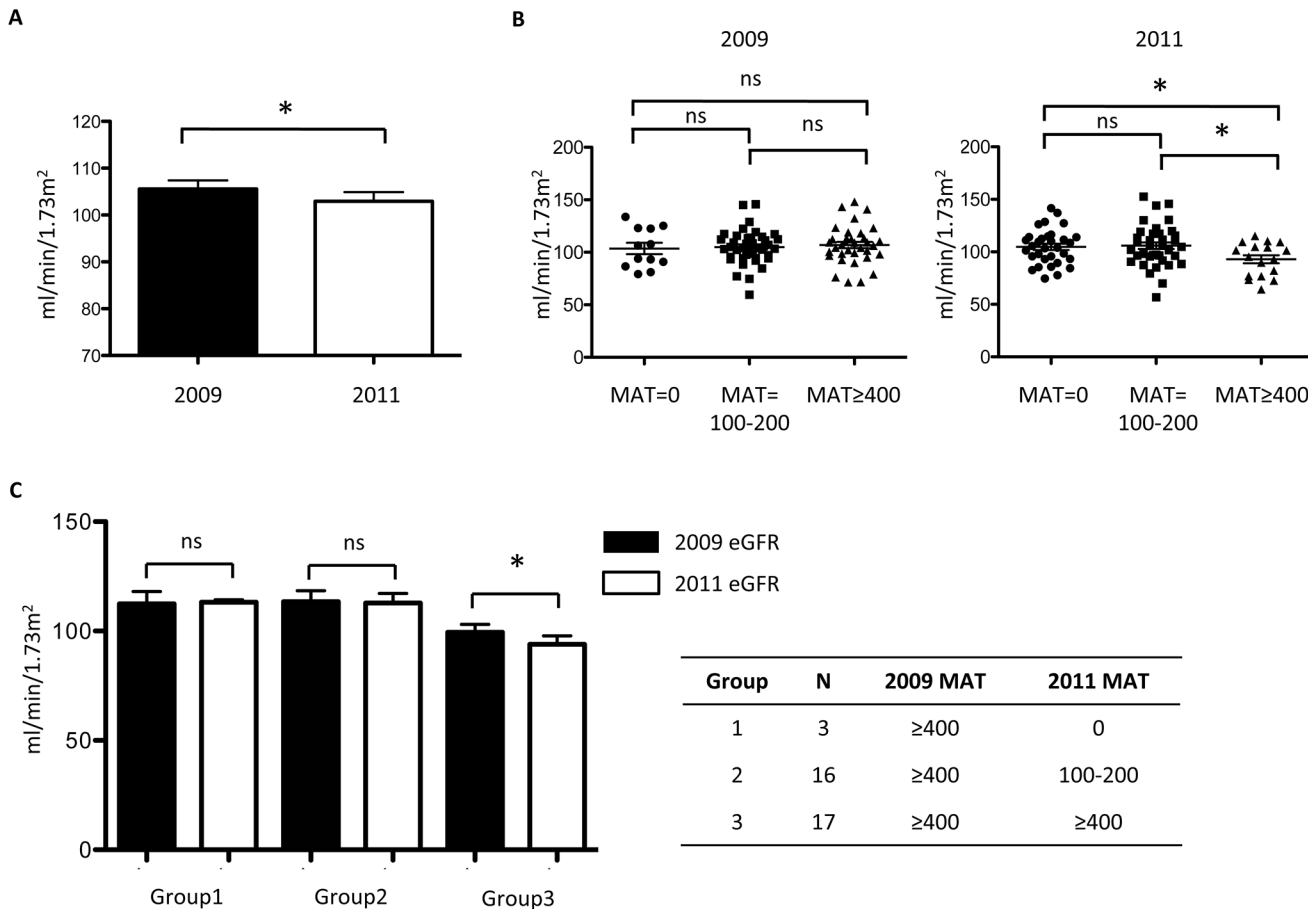 A
*
120
110
100
90
80
70
ml/min/1.73m²
2009
2011
B
2009
ns
ns
ns
200
150
100
50
0
ml/min/1.73m²
MAT=0
MAT=
100-200
MAT≥400
2011
*
ns
*
200
150
100
50
0
ml/min/1.73m²
MAT=0
MAT=
100-200
MAT≥400
C
150
100
50
0
ml/min/1.73m²
ns
ns
*
Group1
Group2
Group3
2009 eGFR
2011 eGFR
Group N 2009 MAT 2011 MAT
1 3 ≥400 0
2 16 ≥400 100-200
3 17 ≥400 ≥400